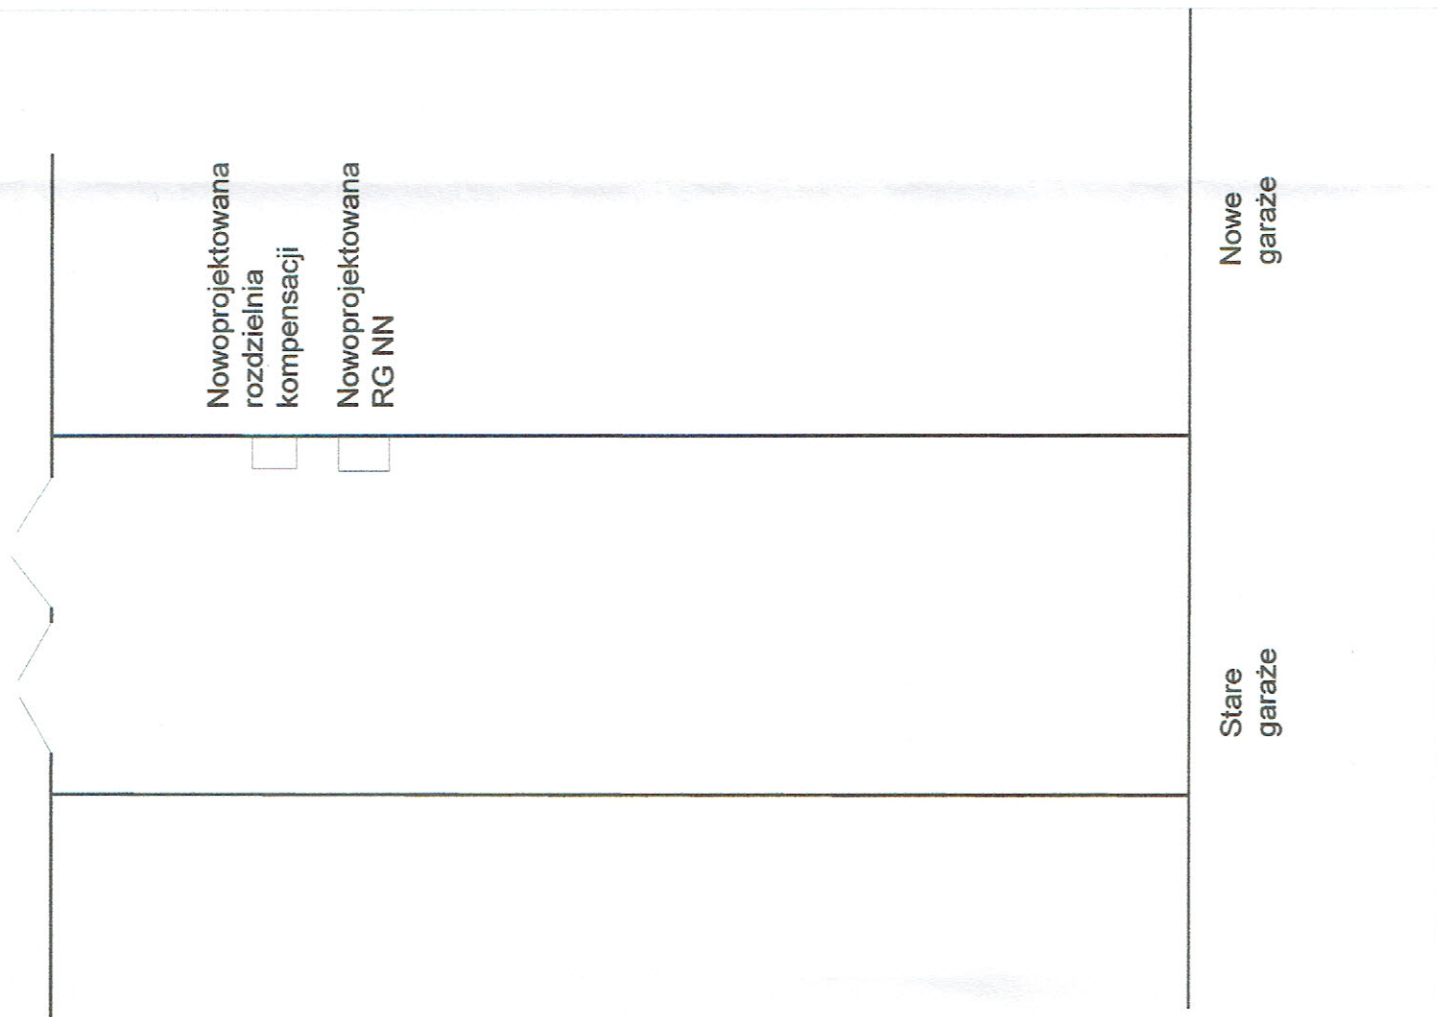 Nowoprojektowana
rozdzielnia
kompensacji
Nowoprojektowana
RG NN
Nowe
garaże
Stare
garaże